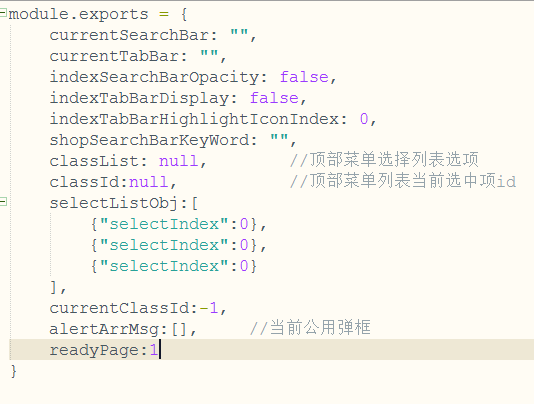 module.exports = {
    currentSearchBar: "",
    currentTabBar: "",
    indexSearchBarOpacity: false,
    indexTabBarDisplay: false,
    indexTabBarHighlightIconIndex: 0,
    shopSearchBarKeyWord: "",
    classList: null,        //顶部菜单选择列表选项
    classId:null,           //顶部菜单列表当前选中项id
    selectListObj:[
        {"selectIndex":0},
        {"selectIndex":0},
        {"selectIndex":0}
    ],
    currentClassId:-1,
    alertArrMsg:[],     //当前公用弹框
    readyPage:1
}